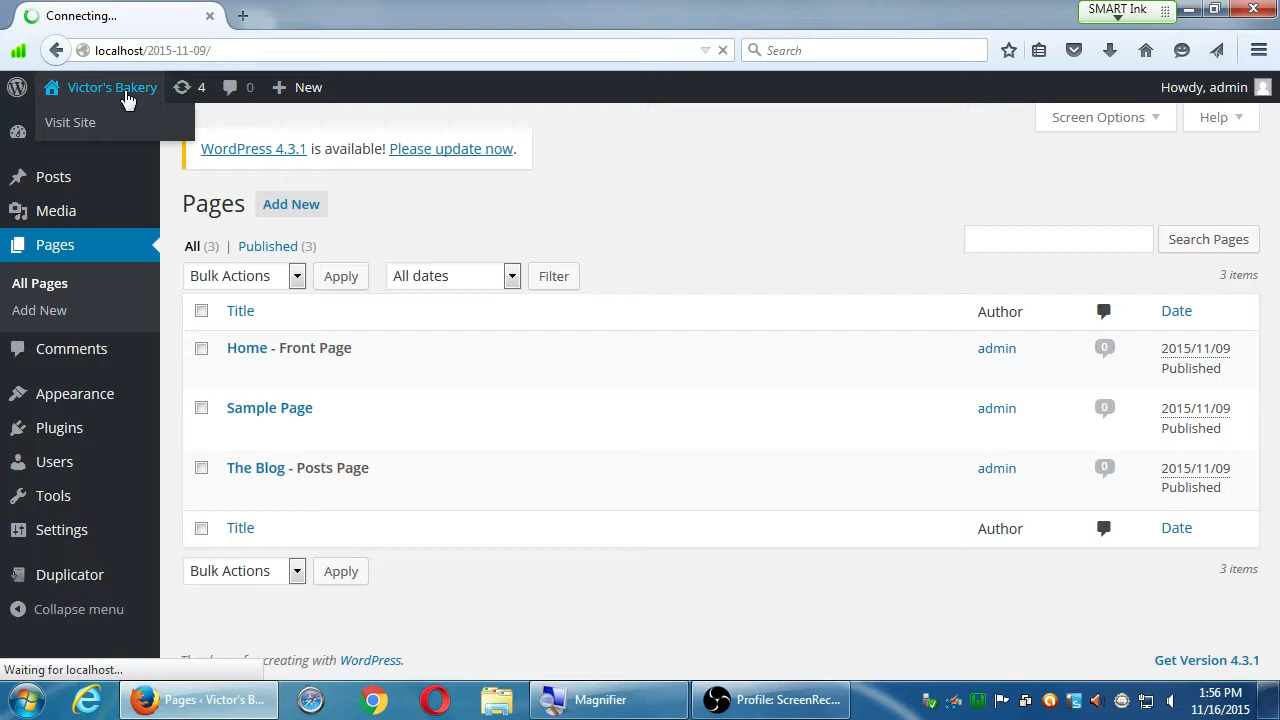 Connecting...
SMART Ink
localhost/2015-11-09/
Search
Victor's Bakery
4
0
New
Howdy, admin
Visit Site
Screen Options
Help
WordPress 4.3.1 is available! Please update now.
Posts
Media
Pages
All Pages
Add New
Comments
Appearance
Plugins
Users
Tools
Settings
Duplicator
Collapse menu
Pages Add New
All (3) | Published (3)
Search Pages
Bulk Actions Apply All dates Filter
3 items
Title Author Date
Home - Front Page admin 0 2015/11/09
Published
Sample Page admin 0 2015/11/09
Published
The Blog - Posts Page admin 0 2015/11/09
Published
Title Author Date
Bulk Actions Apply
3 items
creating with WordPress.
Get Version 4.3.1
Waiting for localhost...
Pages ‹ Victor's B...
Magnifier
Profile: ScreenRec...
1:56 PM
11/16/2015